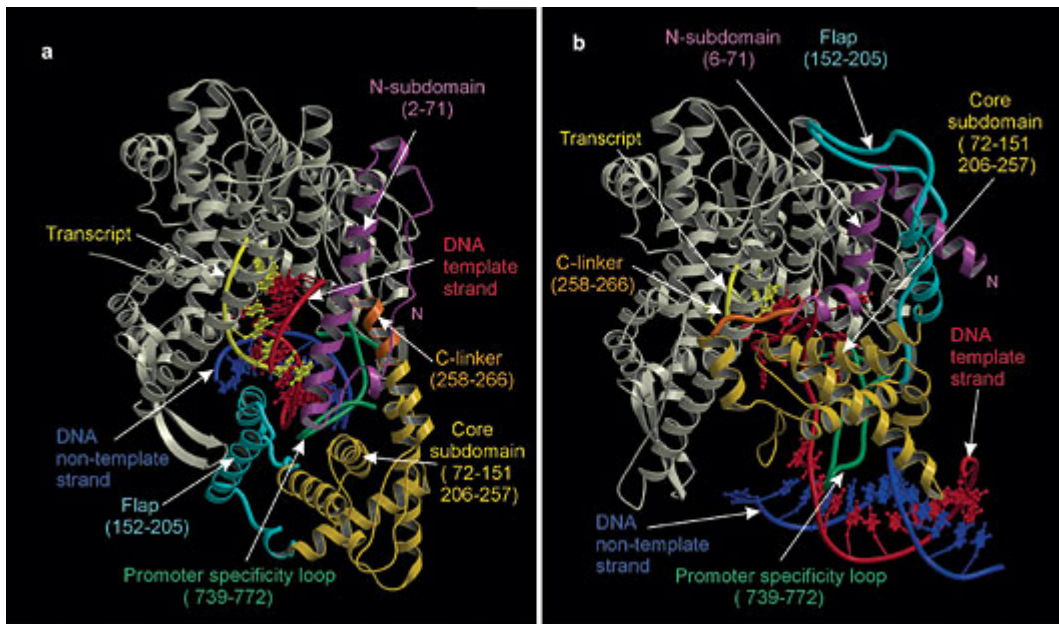 a
N-subdomain
(2-71)
Transcript
DNA
template
strand
N
C-linker
(258-266)
DNA
non-template
strand
Core
subdomain
( 72-151
206-257)
Flap
(152-205)
Promoter specificity loop
( 739-772)
b
N-subdomain
(6-71)
Flap
(152-205)
Core
subdomain
( 72-151
206-257)
Transcript
C-linker
(258-266)
N
DNA
template
strand
DNA
non-template
strand
Promoter specificity loop
( 739-772)